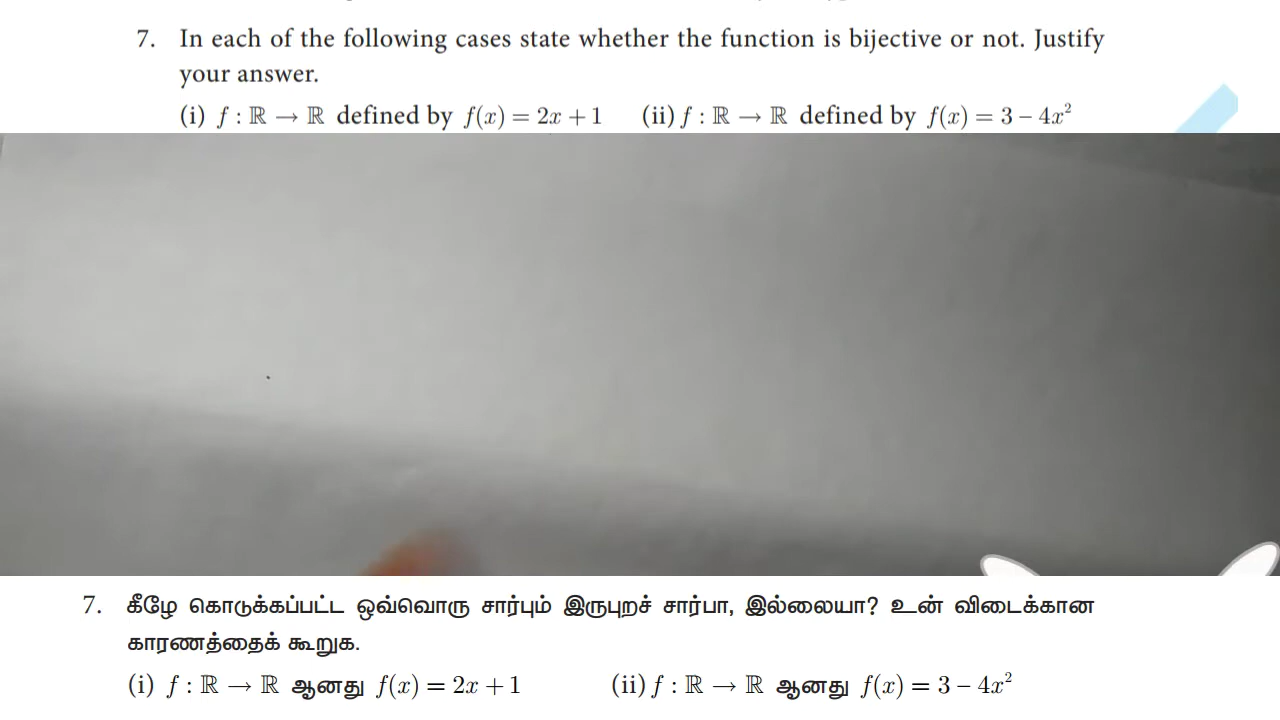 7. In each of the following cases state whether the function is bijective or not. Justify
your answer.
(i) f : ℝ → ℝ defined by f(x) = 2x + 1 (ii) f : ℝ → ℝ defined by f(x) = 3 – 4x²
7. கீழே கொடுக்கப்பட்ட ஒவ்வொரு சார்பும் இருபுறச் சார்பா, இல்லையா? உன் விடைக்கான
காரணத்தைக் கூறுக.
(i) f : ℝ → ℝ ஆனது f(x) = 2x + 1 (ii) f : ℝ → ℝ ஆனது f(x) = 3 – 4x²